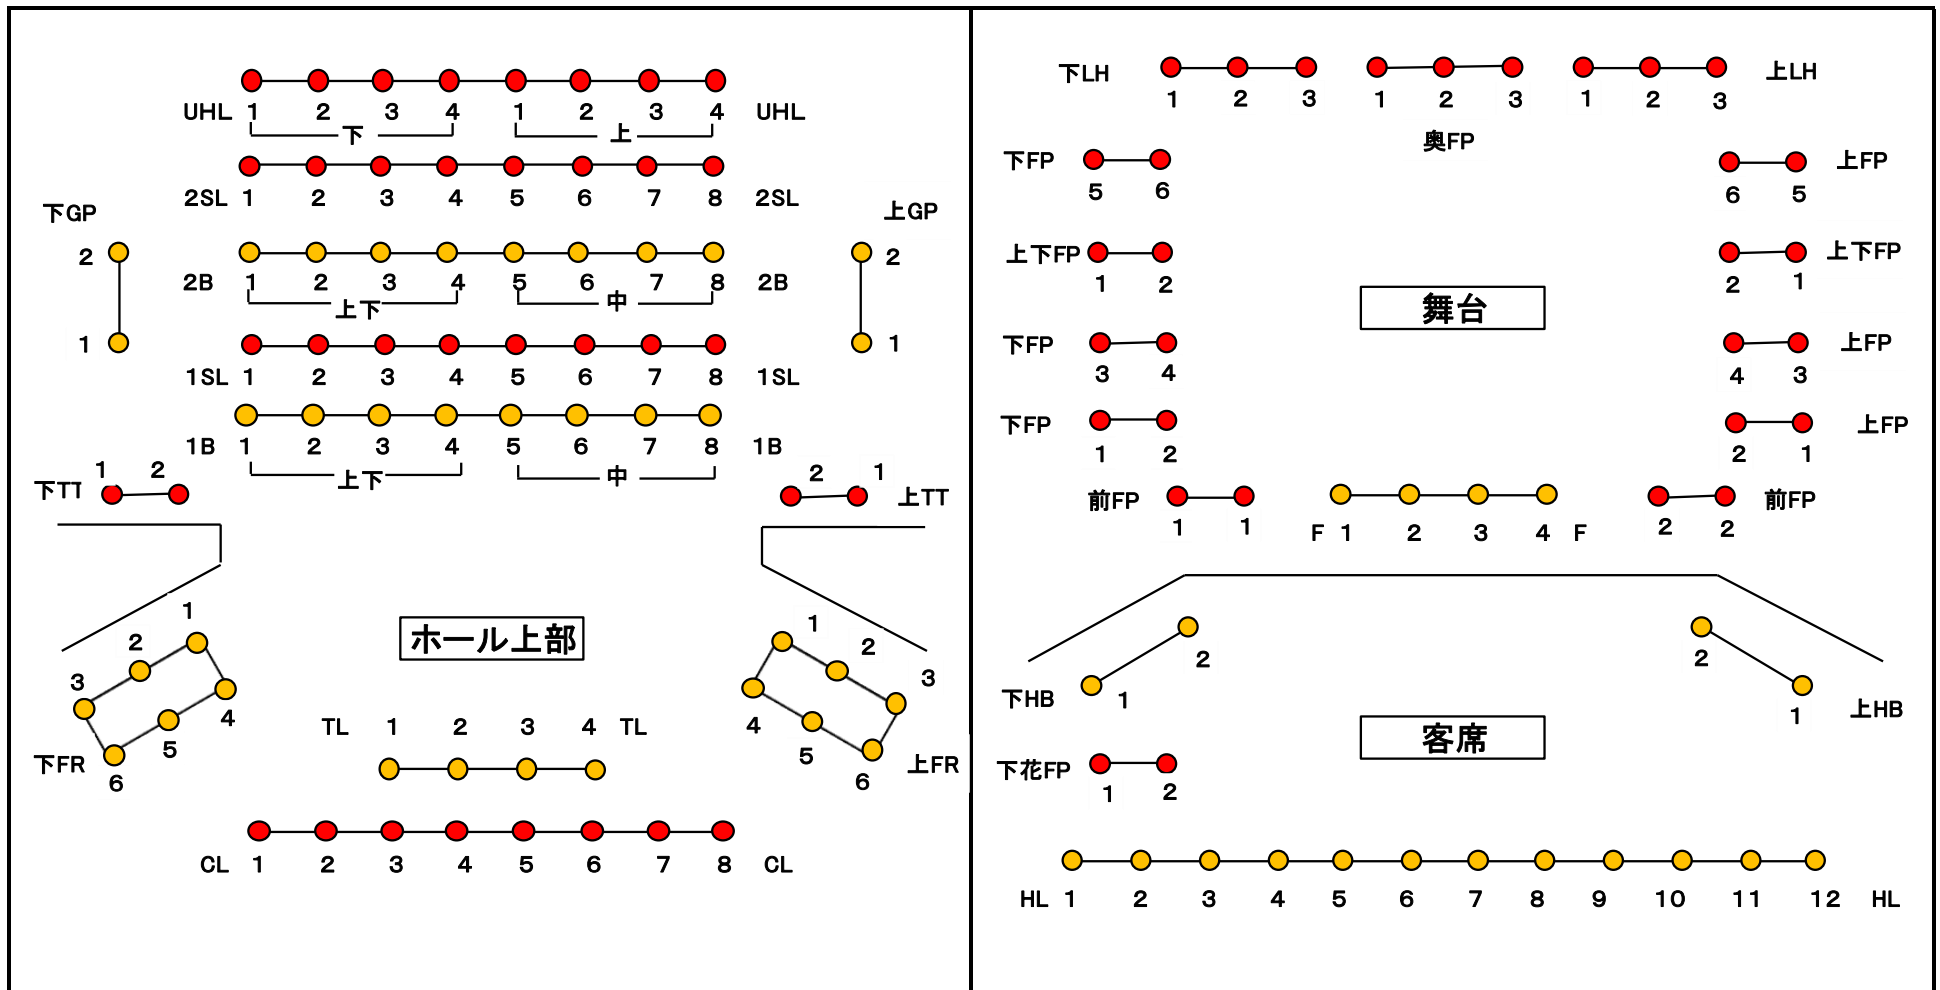 UHL 1 2 3 4 1 2 3 4 UHL
下 上
2SL 1 2 3 4 5 6 7 8 2SL
下GP 上GP
2 2
2B 1 2 3 4 5 6 7 8 2B
上下 中
1 1
1SL 1 2 3 4 5 6 7 8 1SL
1B 1 2 3 4 5 6 7 8 1B
上下 中
1 2 2 1
下TT 上TT
ホール上部
1 2 3 4 5 6
下FR
1 2 3 4 5 6
上FR
TL 1 2 3 4 TL
CL 1 2 3 4 5 6 7 8 CL
下LH 上LH
1 2 3 1 2 3 1 2 3
奥FP
下FP 上FP
5 6 6 5
上下FP 上下FP
1 2 2 1
舞台
下FP 上FP
3 4 4 3
下FP 上FP
1 2 2 1
前FP 前FP
1 1 2 2
F 1 2 3 4 F
2 2
下HB 1 1 上HB
客席
下花FP
1 2
HL 1 2 3 4 5 6 7 8 9 10 11 12 HL